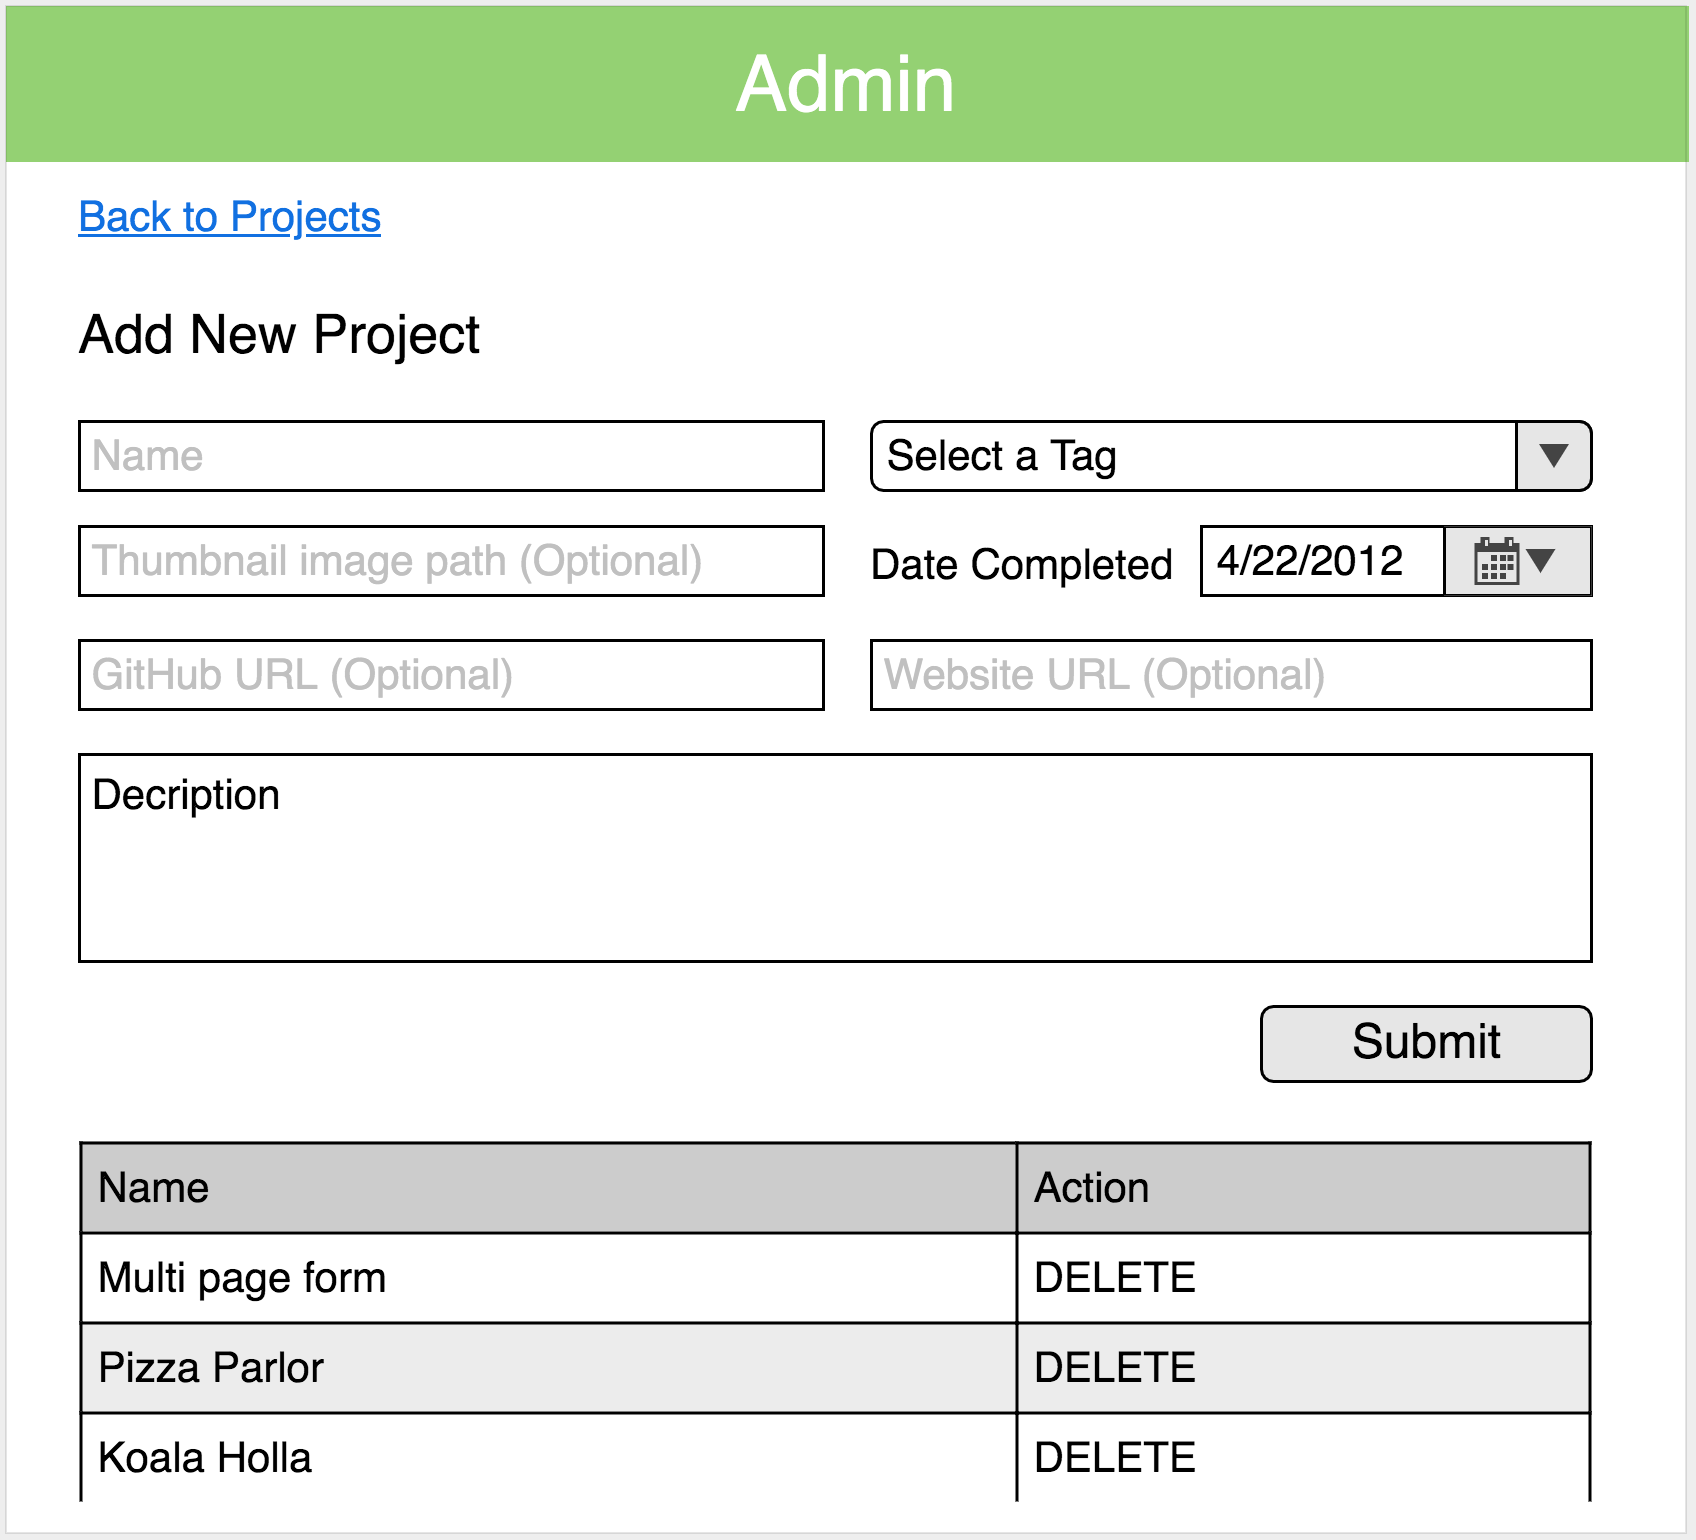 Admin
Back to Projects
Add New Project
Name
Select a Tag
Thumbnail image path (Optional)
Date Completed 4/22/2012
GitHub URL (Optional)
Website URL (Optional)
Decription
Submit
Name Action
Multi page form DELETE
Pizza Parlor DELETE
Koala Holla DELETE